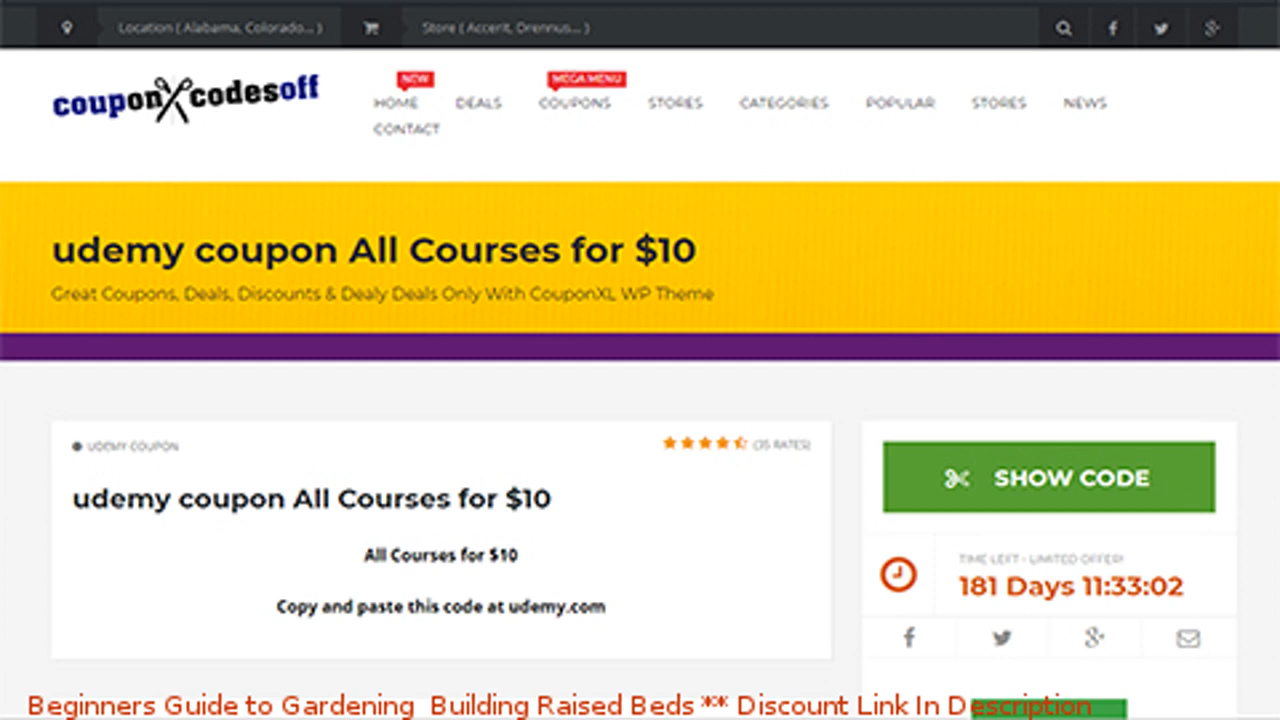 Location ( Alabama, Colorado... )
Store ( Accent, Drennus... )
couponcodesoff
NEW
MEGA MENU
HOME DEALS COUPONS STORES CATEGORIES POPULAR STORES NEWS
CONTACT
udemy coupon All Courses for $10
Great Coupons, Deals, Discounts & Dealy Deals Only With CouponXL WP Theme
UDEMY COUPON
(35 RATES)
udemy coupon All Courses for $10
All Courses for $10
Copy and paste this code at udemy.com
SHOW CODE
TIME LEFT - LIMITED OFFER!
181 Days 11:33:02
Beginners Guide to Gardening Building Raised Beds ** Discount Link In Description